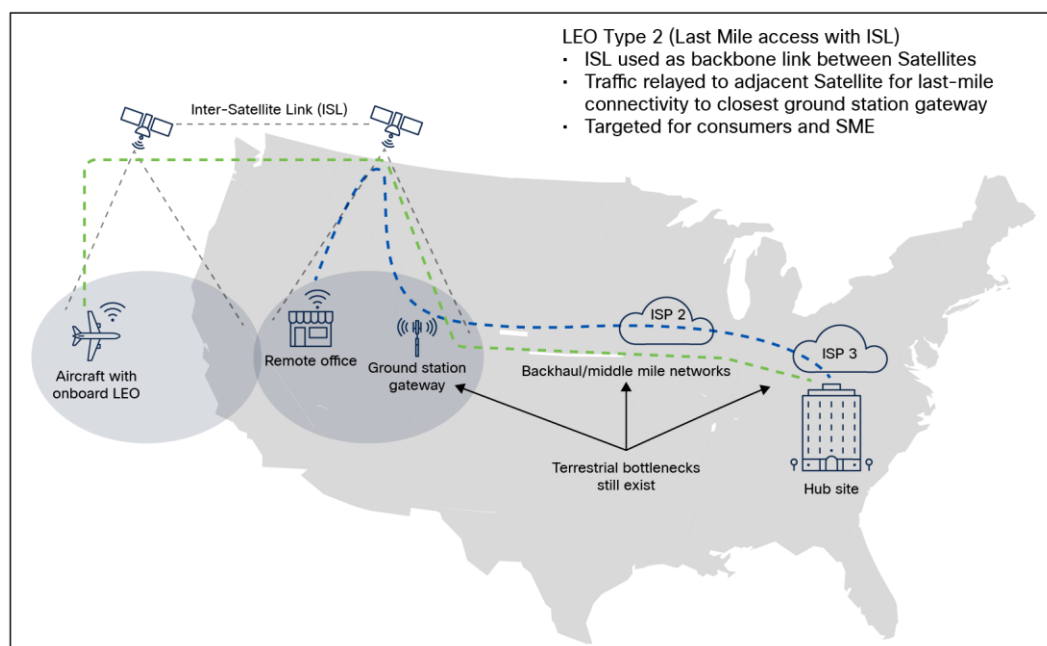 LEO Type 2 (Last Mile access with ISL)
• ISL used as backbone link between Satellites
• Traffic relayed to adjacent Satellite for last-mile
connectivity to closest ground station gateway
• Targeted for consumers and SME
Inter-Satellite Link (ISL)
ISP 2
ISP 3
Remote office
Aircraft with
onboard LEO
Ground station
gateway
Backhaul/middle mile networks
Terrestrial bottlenecks
still exist
Hub site